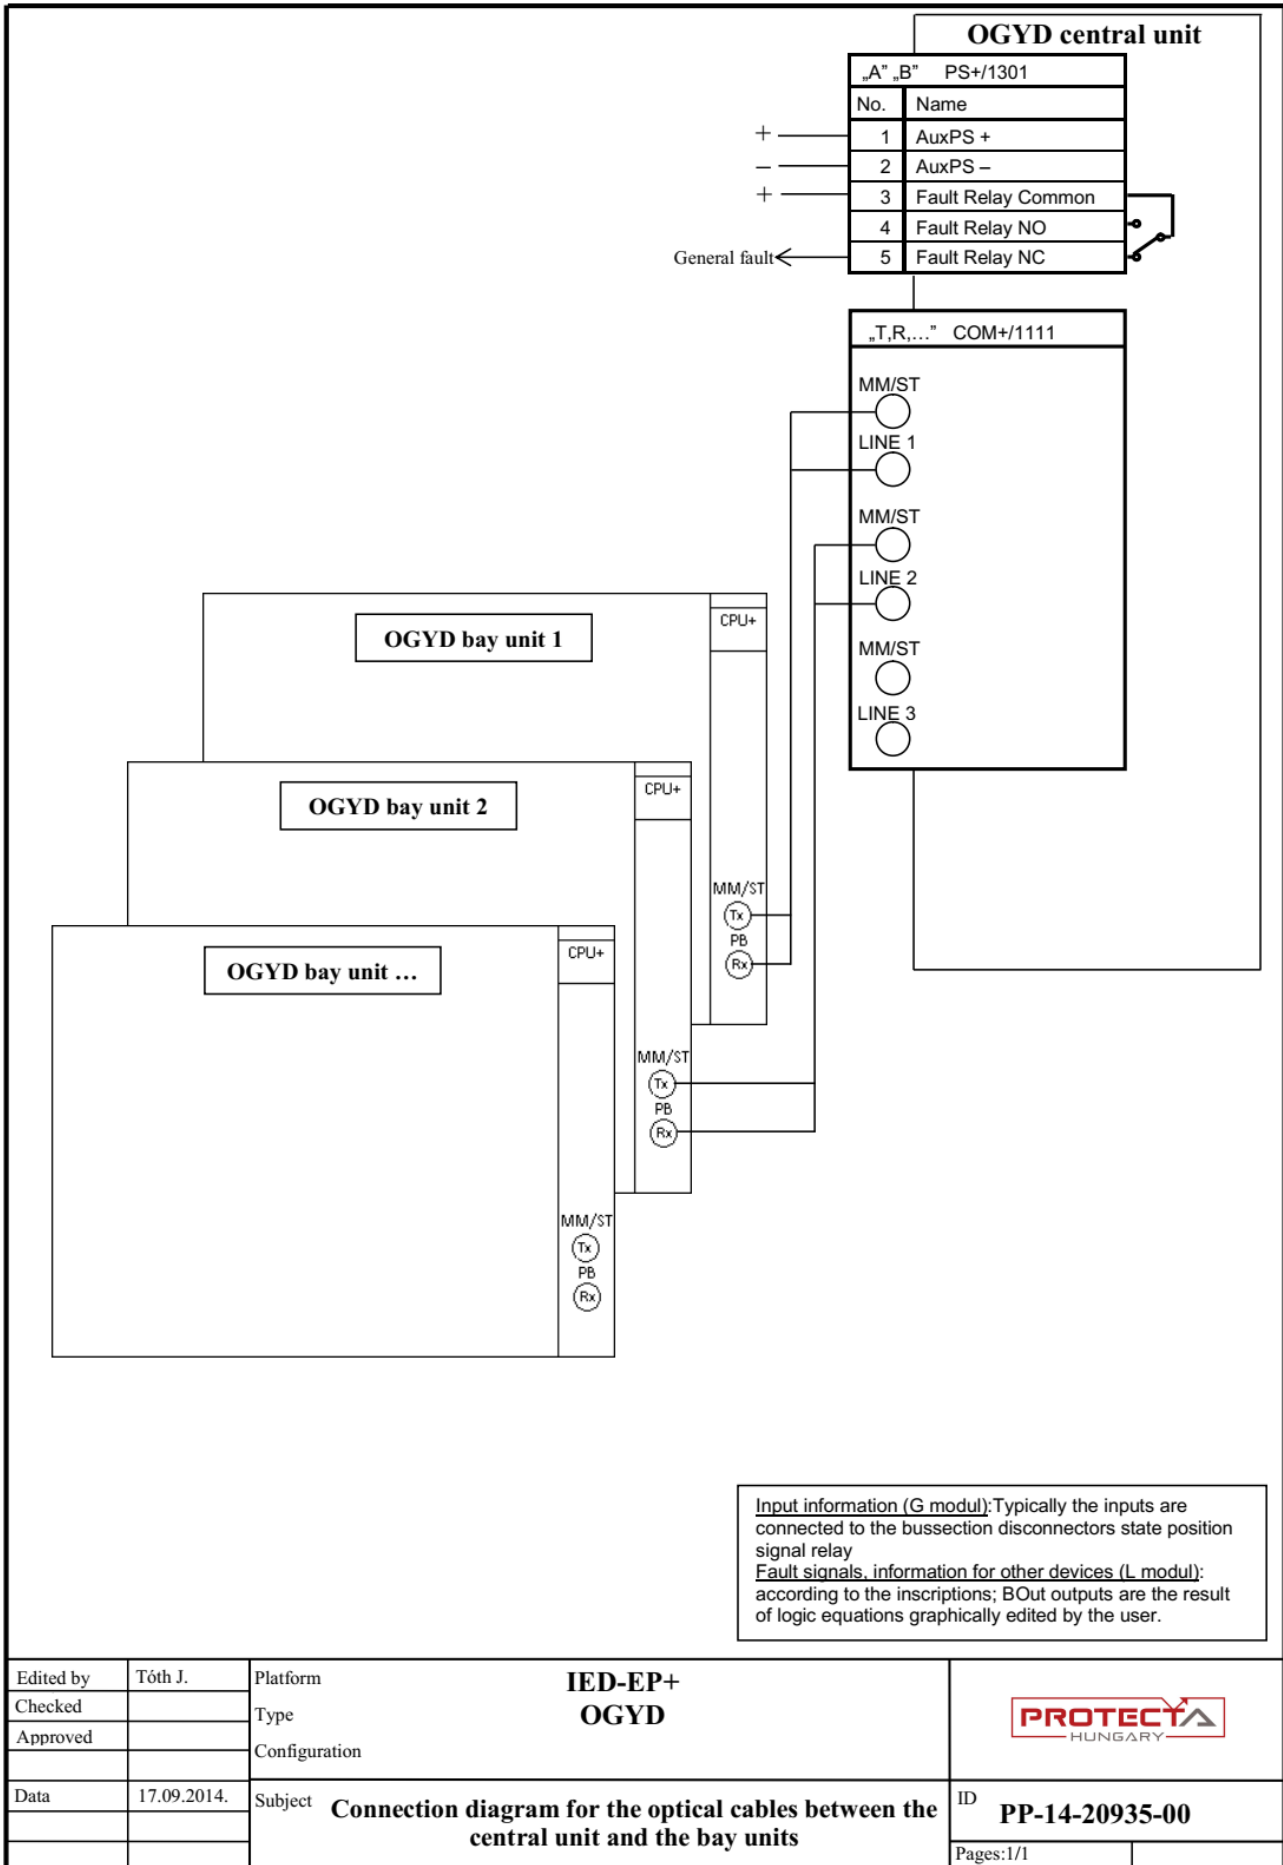 OGYD central unit
„A” „B” PS+/1301
No. Name
+ 1 AuxPS +
– 2 AuxPS –
+ 3 Fault Relay Common
4 Fault Relay NO
General fault 5 Fault Relay NC
„T,R,…” COM+/1111
MM/ST
LINE 1
MM/ST
LINE 2
MM/ST
LINE 3
OGYD bay unit 1
CPU+
MM/ST
Tx
PB
Rx
OGYD bay unit 2
CPU+
MM/ST
Tx
PB
Rx
OGYD bay unit …
CPU+
MM/ST
Tx
PB
Rx
Input information (G modul):Typically the inputs are
connected to the bussection disconnectors state position
signal relay
Fault signals, information for other devices (L modul):
according to the inscriptions; BOut outputs are the result
of logic equations graphically edited by the user.
Edited by Tóth J.
Checked
Approved
Data 17.09.2014.
Platform IED-EP+
Type OGYD
Configuration
Subject Connection diagram for the optical cables between the
central unit and the bay units
PROTECTA
HUNGARY
ID PP-14-20935-00
Pages:1/1